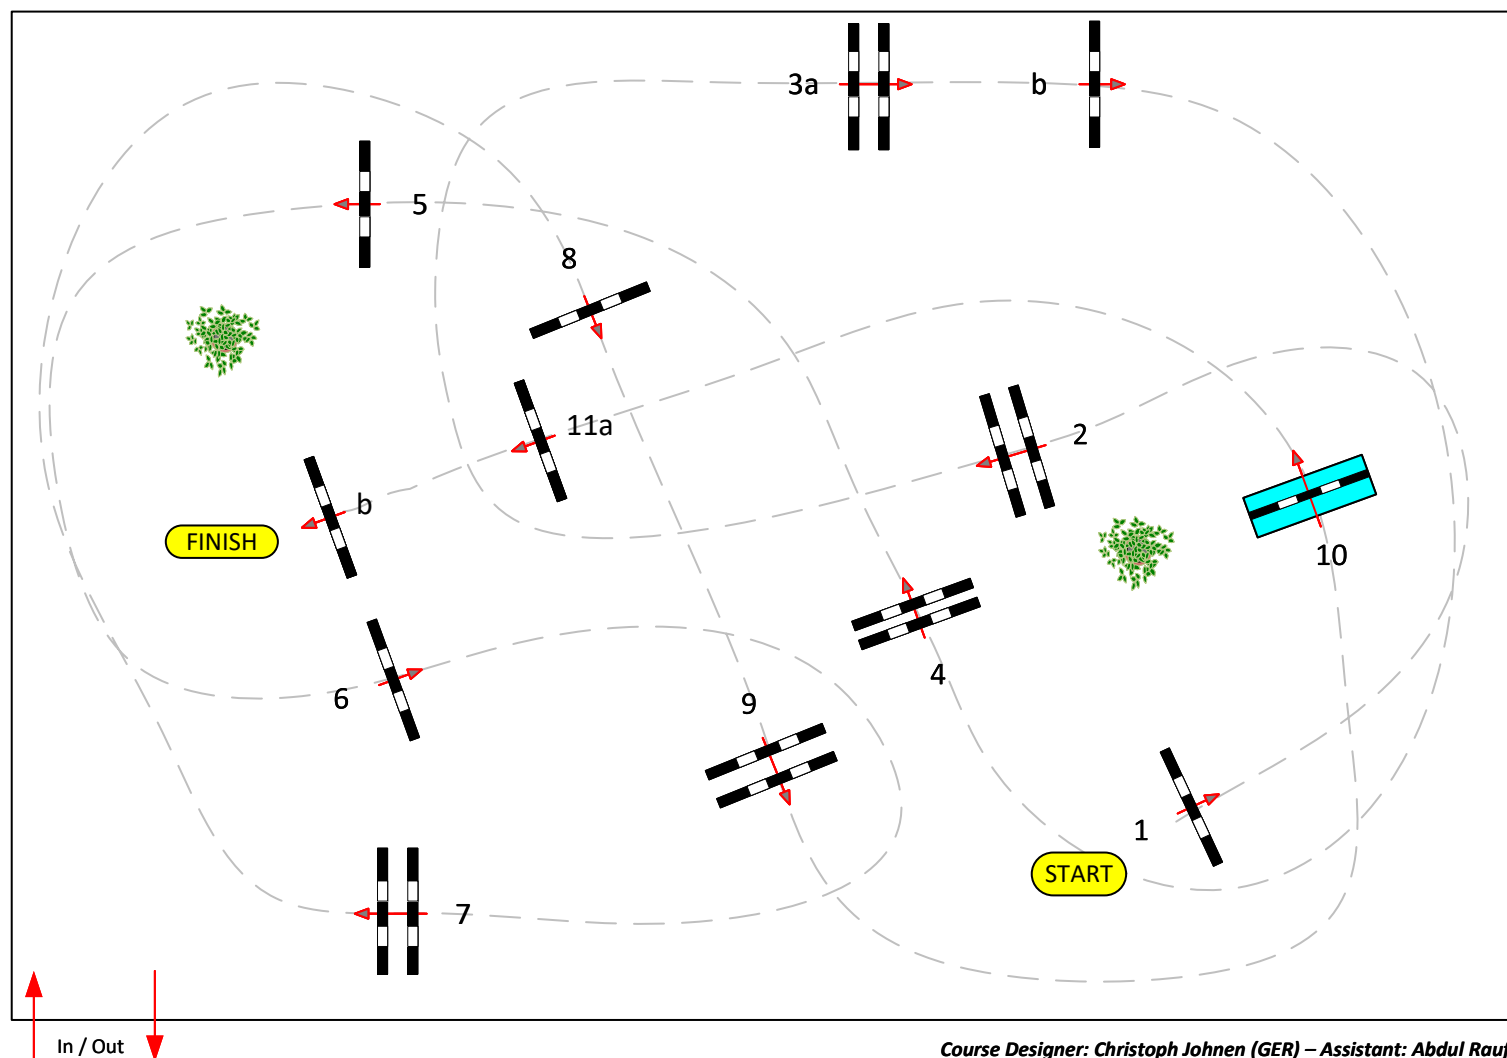 3a
b
5
8
11a
2
b
FINISH
10
4
6
9
1
START
7
In / Out
Course Designer: Christoph Johnen (GER) – Assistant: Abdul